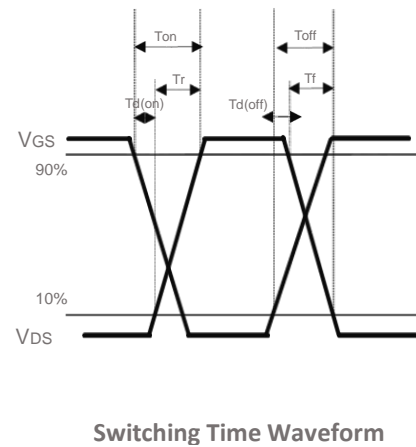 Ton
Toff
Tr
Tf
Td(on)
Td(off)
VGS
90%
10%
VDS
Switching Time Waveform